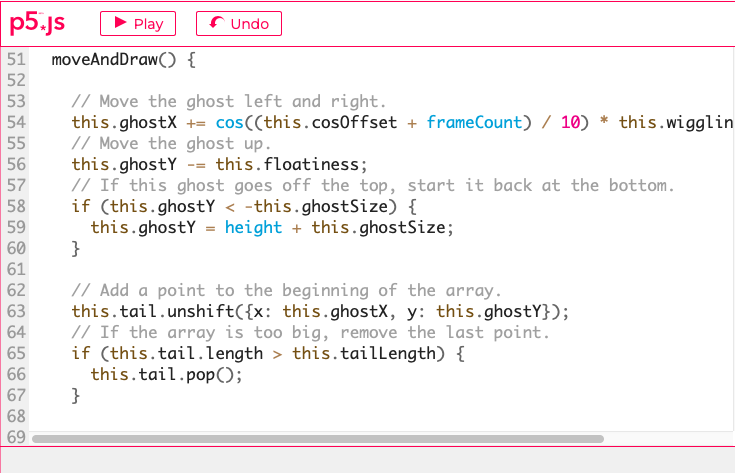 p5.js Play Undo
51 moveAndDraw() {
52
53 // Move the ghost left and right.
54 this.ghostX += cos((this.cosOffset + frameCount) / 10) * this.wigglin
55 // Move the ghost up.
56 this.ghostY -= this.floatiness;
57 // If this ghost goes off the top, start it back at the bottom.
58 if (this.ghostY < -this.ghostSize) {
59 this.ghostY = height + this.ghostSize;
60 }
61
62 // Add a point to the beginning of the array.
63 this.tail.unshift({x: this.ghostX, y: this.ghostY});
64 // If the array is too big, remove the last point.
65 if (this.tail.length > this.tailLength) {
66 this.tail.pop();
67 }
68
69